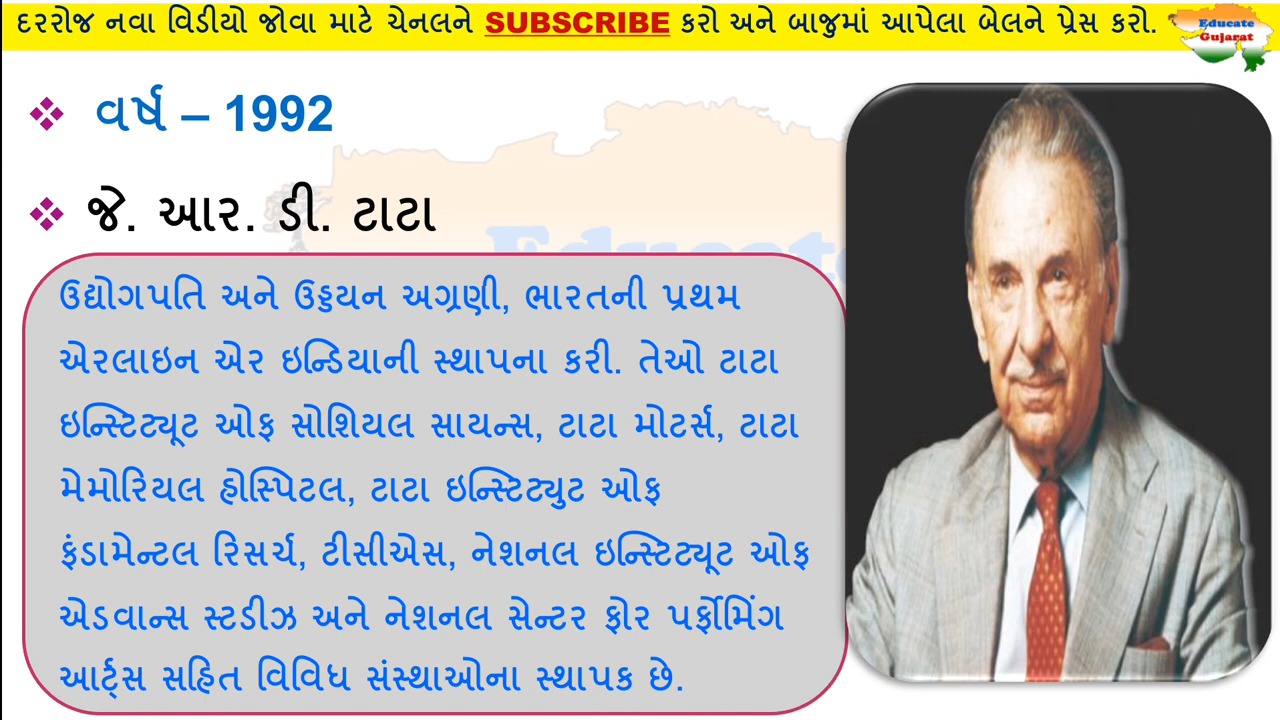 દરરોજ નવા વિડીયો જોવા માટે ચેનલને SUBSCRIBE કરો અને બાજુમાં આપેલા બેલને પ્રેસ કરો.
Educate
Gujarat
વર્ષ – 1992
જે. આર. ડી. ટાટા
Educate
ઉદ્યોગપતિ અને ઉડ્ડયન અગ્રણી, ભારતની પ્રથમ
એરલાઇન એર ઇન્ડિયાની સ્થાપના કરી. તેઓ ટાટા
ઇન્સ્ટિટ્યૂટ ઓફ સોશિયલ સાયન્સ, ટાટા મોટર્સ, ટાટા
મેમોરિયલ હોસ્પિટલ, ટાટા ઇન્સ્ટિટ્યુટ ઓફ
ફંડામેન્ટલ રિસર્ચ, ટીસીએસ, નેશનલ ઇન્સ્ટિટ્યૂટ ઓફ
એડવાન્સ સ્ટડીઝ અને નેશનલ સેન્ટર ફોર પર્ફોર્મિંગ
આર્ટ્સ સહિત વિવિધ સંસ્થાઓના સ્થાપક છે.